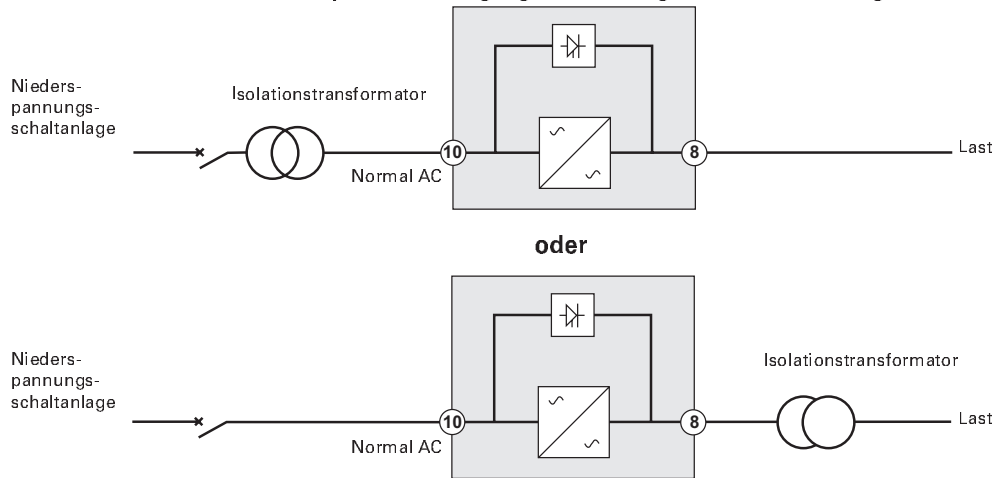 Nieders-
pannungs-
schaltanlage
Isolationstransformator
10
8
Normal AC
Last
oder
Nieders-
pannungs-
schaltanlage
Isolationstransformator
10
8
Normal AC
Last